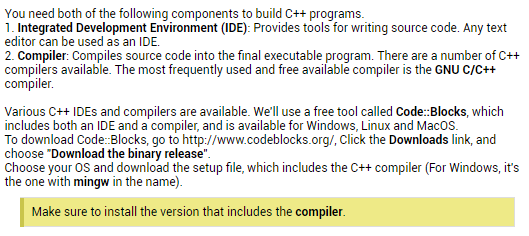 You need both of the following components to build C++ programs.
1. Integrated Development Environment (IDE): Provides tools for writing source code. Any text
editor can be used as an IDE.
2. Compiler: Compiles source code into the final executable program. There are a number of C++
compilers available. The most frequently used and free available compiler is the GNU C/C++
compiler.
Various C++ IDEs and compilers are available. We'll use a free tool called Code::Blocks, which
includes both an IDE and a compiler, and is available for Windows, Linux and MacOS.
To download Code::Blocks, go to http://www.codeblocks.org/, Click the Downloads link, and
choose "Download the binary release".
Choose your OS and download the setup file, which includes the C++ compiler (For Windows, it's
the one with mingw in the name).
Make sure to install the version that includes the compiler.